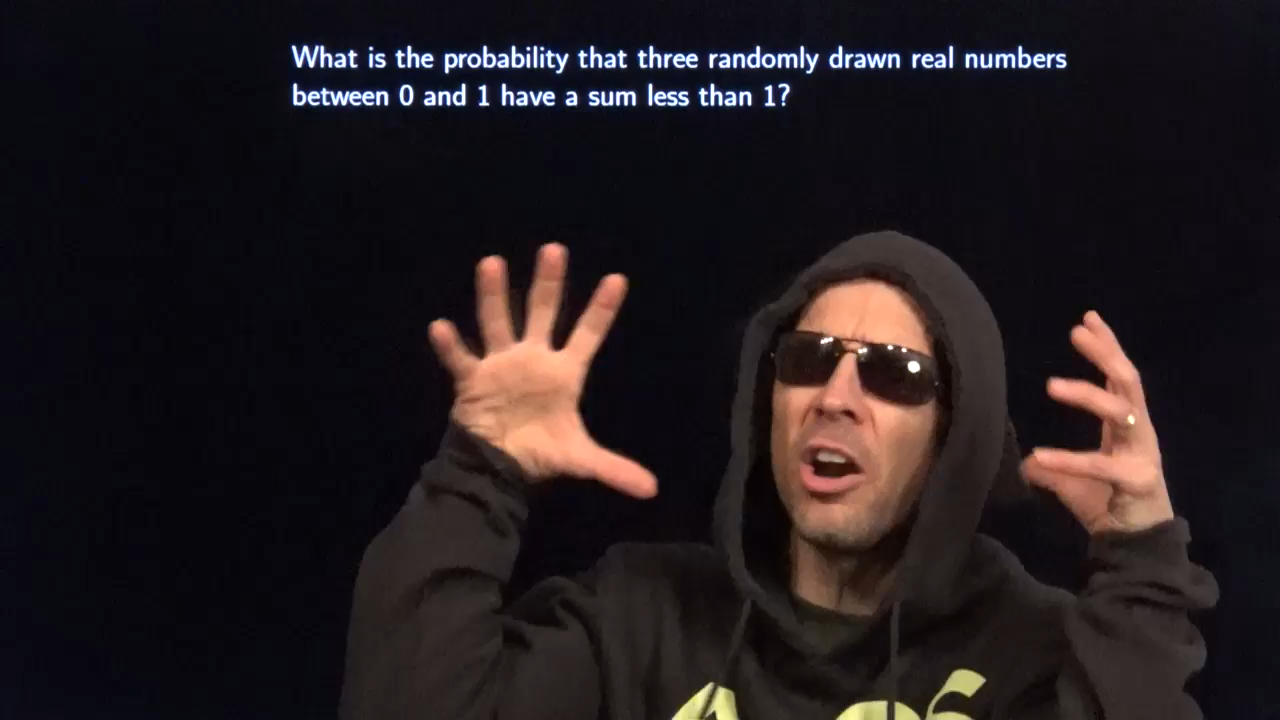 What is the probability that three randomly drawn real numbers
between 0 and 1 have a sum less than 1?